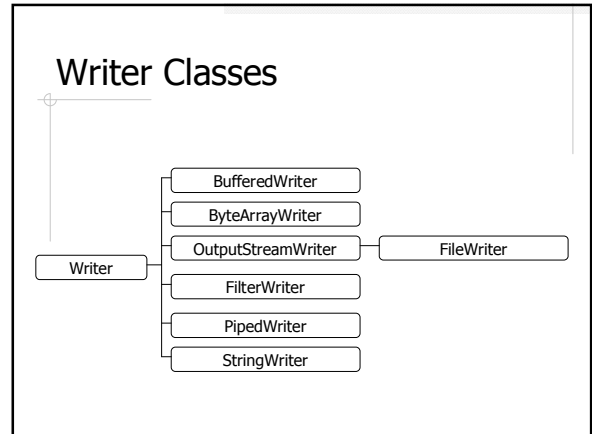 Writer Classes
BufferedWriter
ByteArrayWriter
OutputStreamWriter
FileWriter
Writer
FilterWriter
PipedWriter
StringWriter